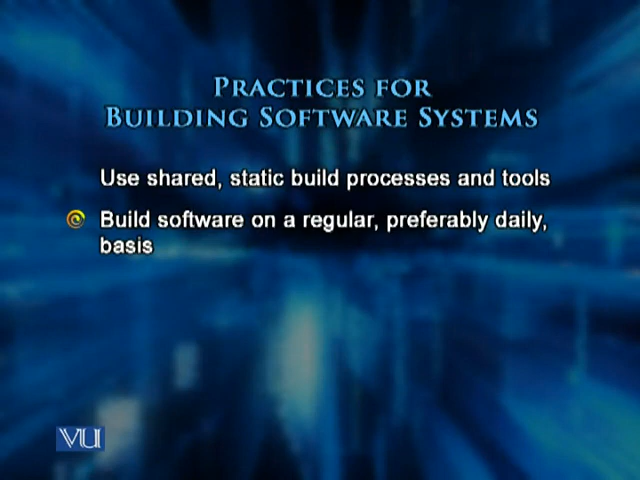 Practices for
Building Software Systems
Use shared, static build processes and tools
Build software on a regular, preferably daily,
basis
VU